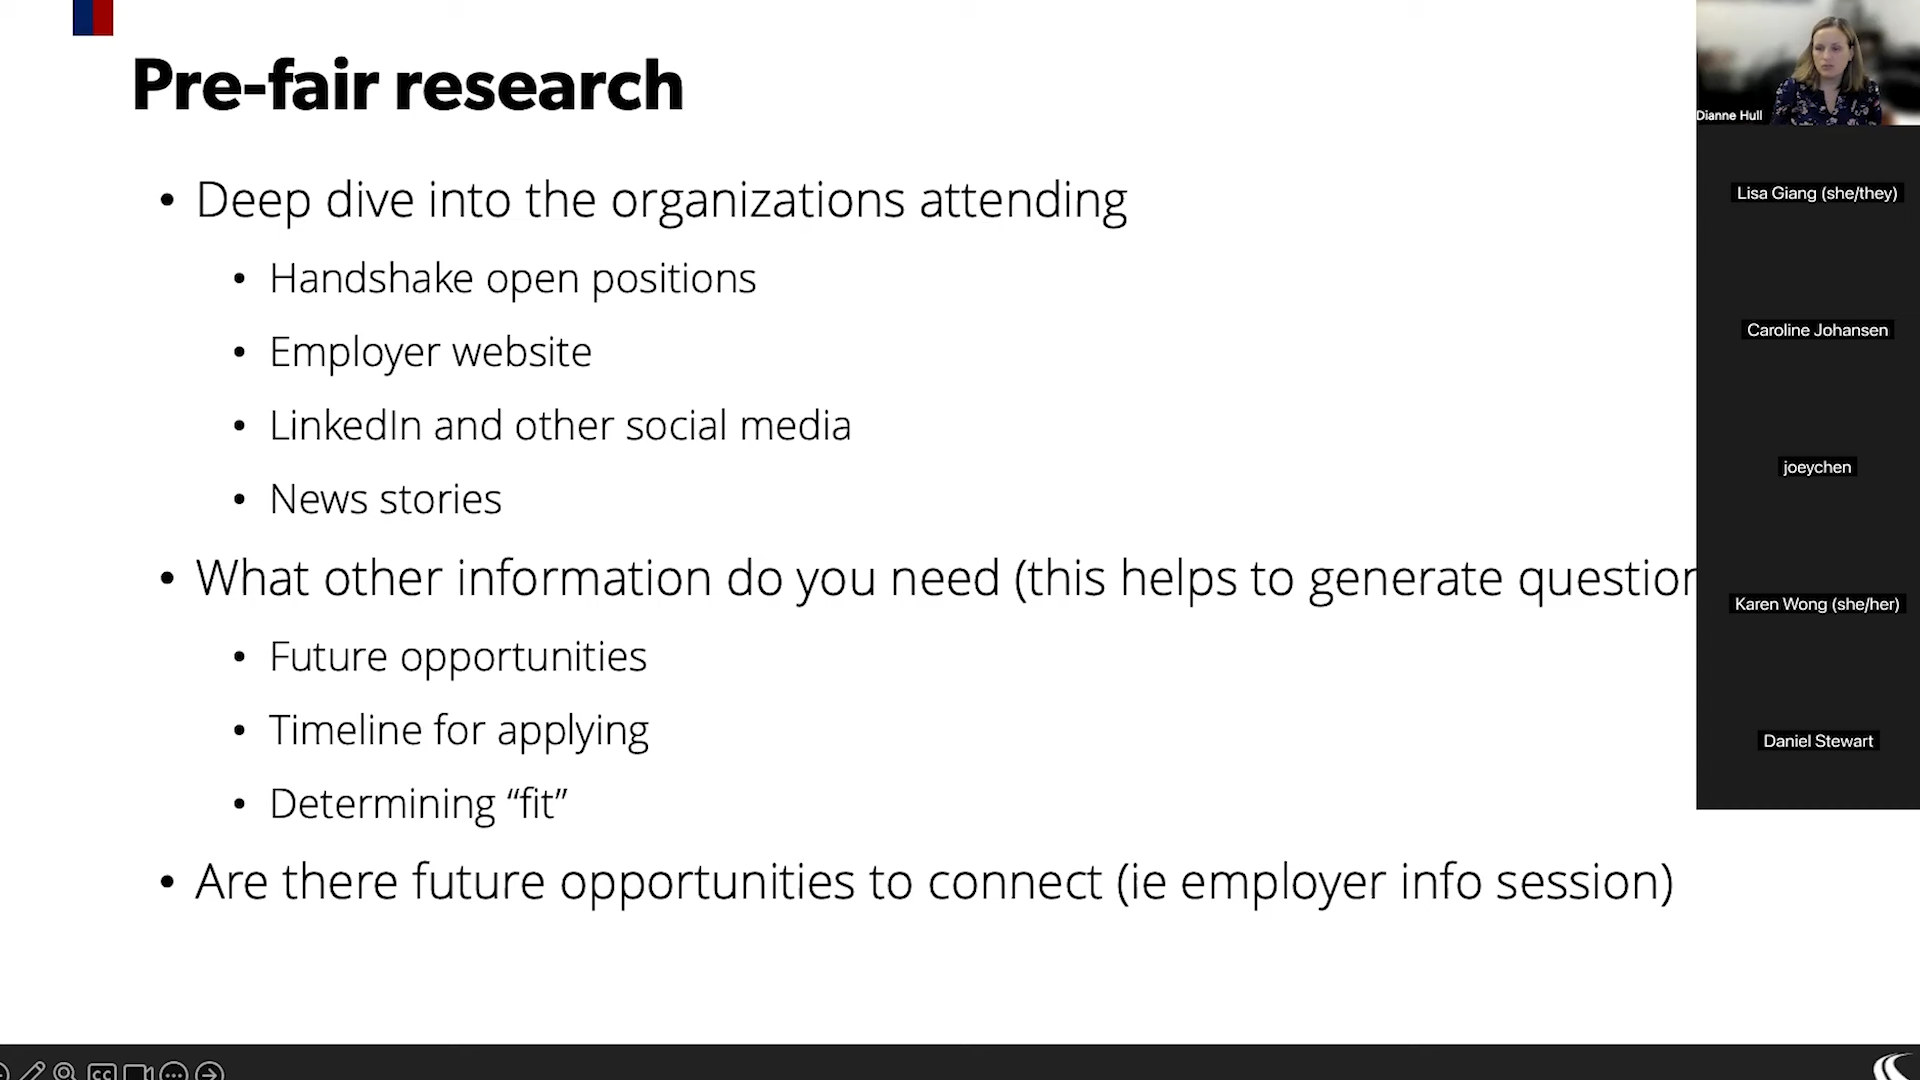 Pre-fair research
• Deep dive into the organizations attending
• Handshake open positions
• Employer website
• LinkedIn and other social media
• News stories
• What other information do you need (this helps to generate question
• Future opportunities
• Timeline for applying
• Determining “fit”
• Are there future opportunities to connect (ie employer info session)
Dianne Hull
Lisa Giang (she/they)
Caroline Johansen
joeychen
Karen Wong (she/her)
Daniel Stewart
CC